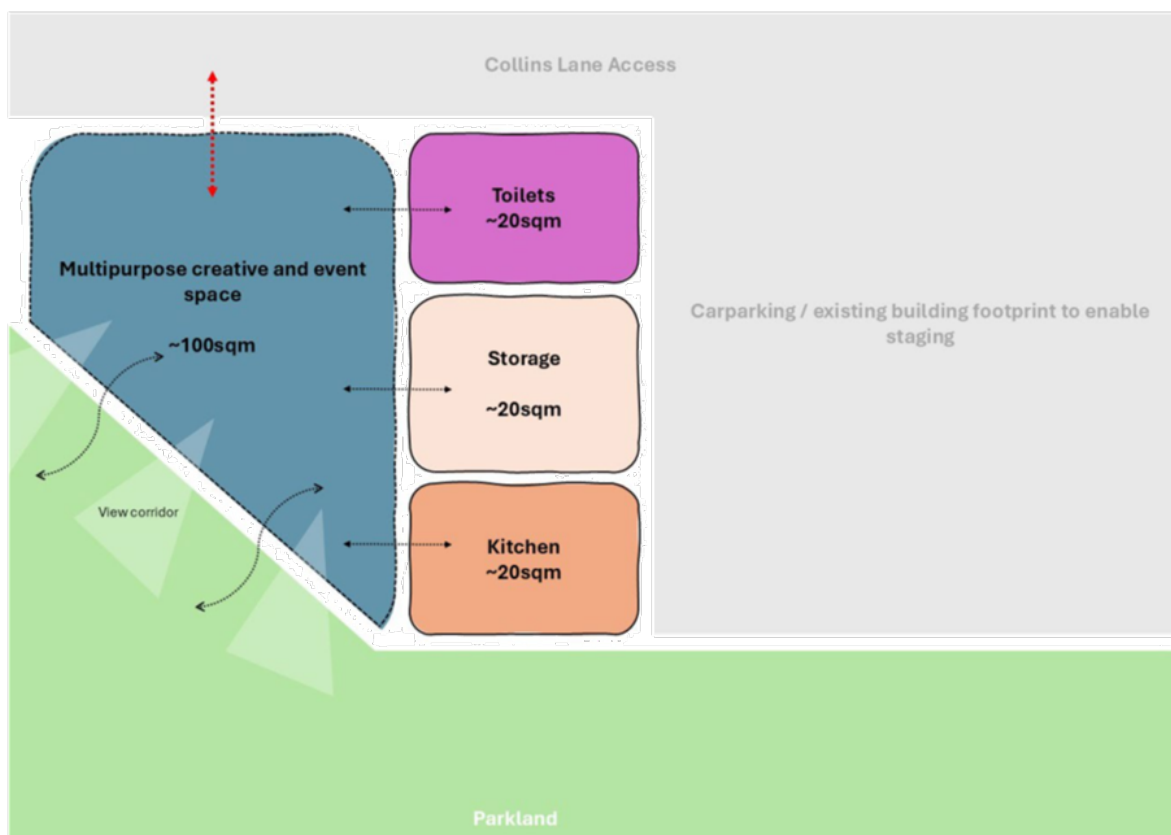 Collins Lane Access
Toilets
~20sqm
Multipurpose creative and event
space
~100sqm
Storage
~20sqm
Carparking / existing building footprint to enable
staging
View corridor
Kitchen
~20sqm
Parkland